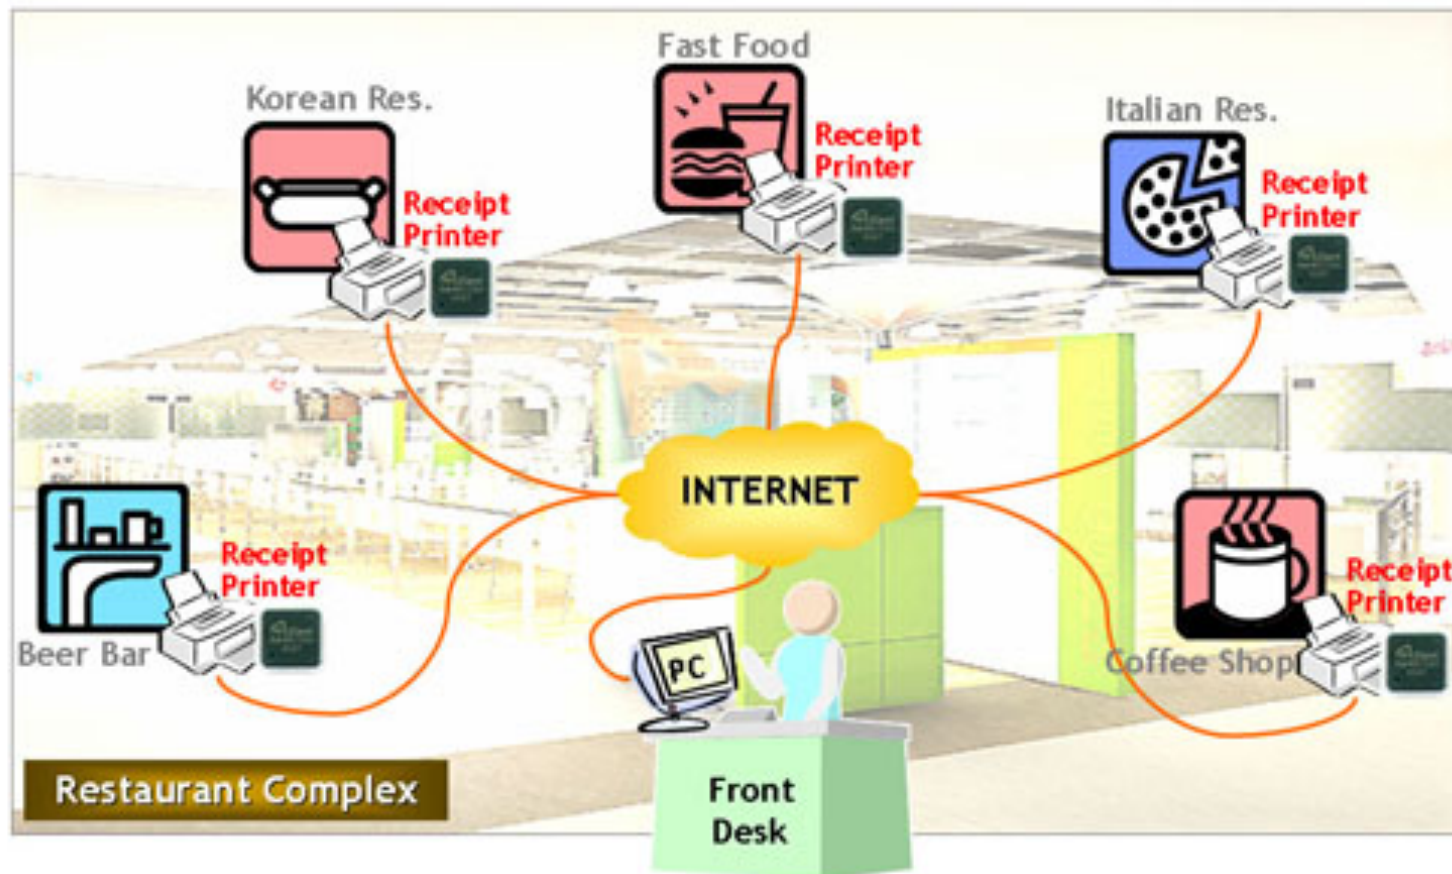 Fast Food
Korean Res.
Italian Res.
Receipt
Printer
Receipt
Printer
Receipt
Printer
INTERNET
Receipt
Printer
Beer Bar
Receipt
Printer
Coffee Shop
PC
Restaurant Complex
Front
Desk